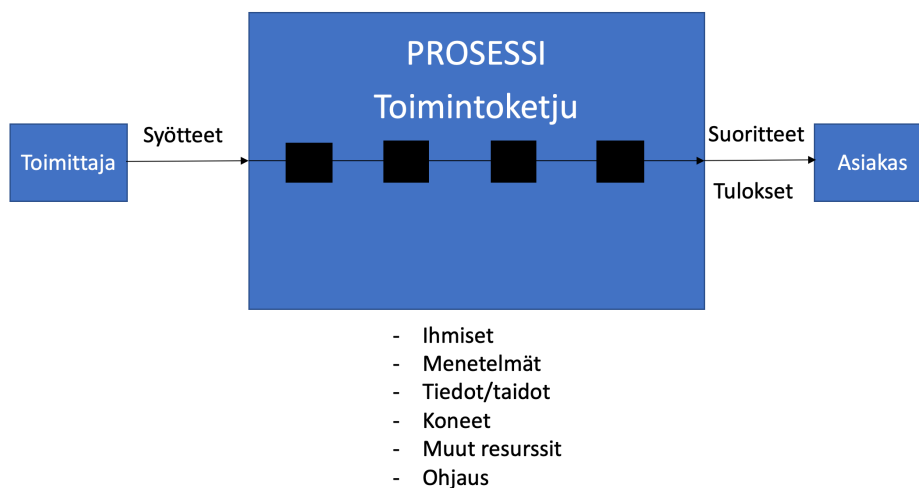 PROSESSI
Toimintoketju
Toimittaja
Syötteet
Suoritteet
Tulokset
Asiakas
- Ihmiset
- Menetelmät
- Tiedot/taidot
- Koneet
- Muut resurssit
- Ohjaus